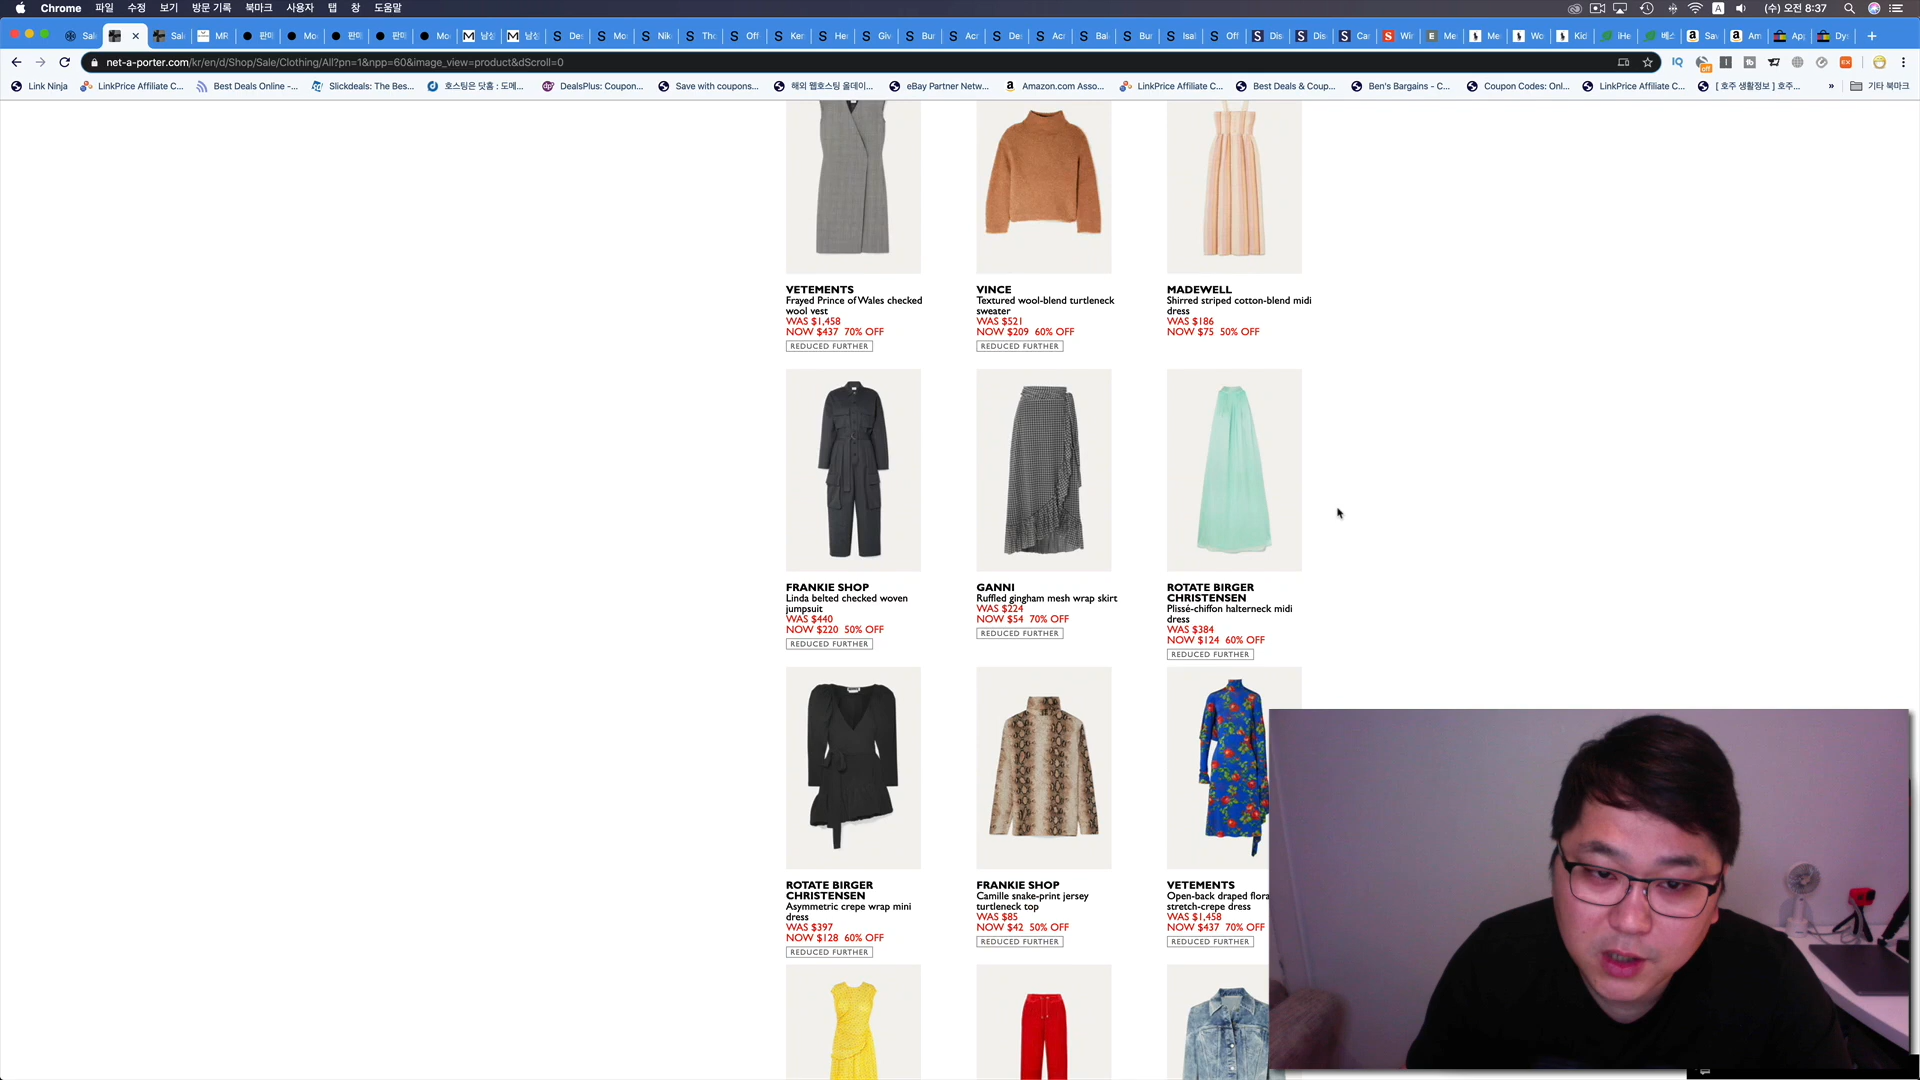 Chrome 파일 수정 보기 방문 기록 북마크 사용자 탭 창 도움말 (수) 오전 8:37
net-a-porter.com/kr/en/d/Shop/Sale/Clothing/All?pn=1&npp=60&image_view=product&dScroll=0
Link Ninja LinkPrice Affiliate C... Best Deals Online -... Slickdeals: The Bes... 호스팅은 닷홈 : 도메... DealsPlus: Coupon... Save with coupons... 해외 웹호스팅 올데이... eBay Partner Netw... Amazon.com Asso... LinkPrice Affiliate C... Best Deals & Coup... Ben's Bargains - C... Coupon Codes: Onl... LinkPrice Affiliate C... [ 호주 생활정보 ] 호주... » 기타 북마크
VETEMENTS
Frayed Prince of Wales checked
wool vest
WAS $1,458
NOW $437 70% OFF
REDUCED FURTHER
VINCE
Textured wool-blend turtleneck
sweater
WAS $521
NOW $209 60% OFF
REDUCED FURTHER
MADEWELL
Shirred striped cotton-blend midi
dress
WAS $186
NOW $75 50% OFF
FRANKIE SHOP
Linda belted checked woven
jumpsuit
WAS $440
NOW $220 50% OFF
REDUCED FURTHER
GANNI
Ruffled gingham mesh wrap skirt
WAS $224
NOW $54 70% OFF
REDUCED FURTHER
ROTATE BIRGER
CHRISTENSEN
Plissé-chiffon halterneck midi
dress
WAS $384
NOW $124 60% OFF
REDUCED FURTHER
ROTATE BIRGER
CHRISTENSEN
Asymmetric crepe wrap mini
dress
WAS $397
NOW $128 60% OFF
REDUCED FURTHER
FRANKIE SHOP
Camille snake-print jersey
turtleneck top
WAS $85
NOW $42 50% OFF
REDUCED FURTHER
VETEMENTS
Open-back draped flora
stretch-crepe dress
WAS $1,458
NOW $437 70% OFF
REDUCED FURTHER